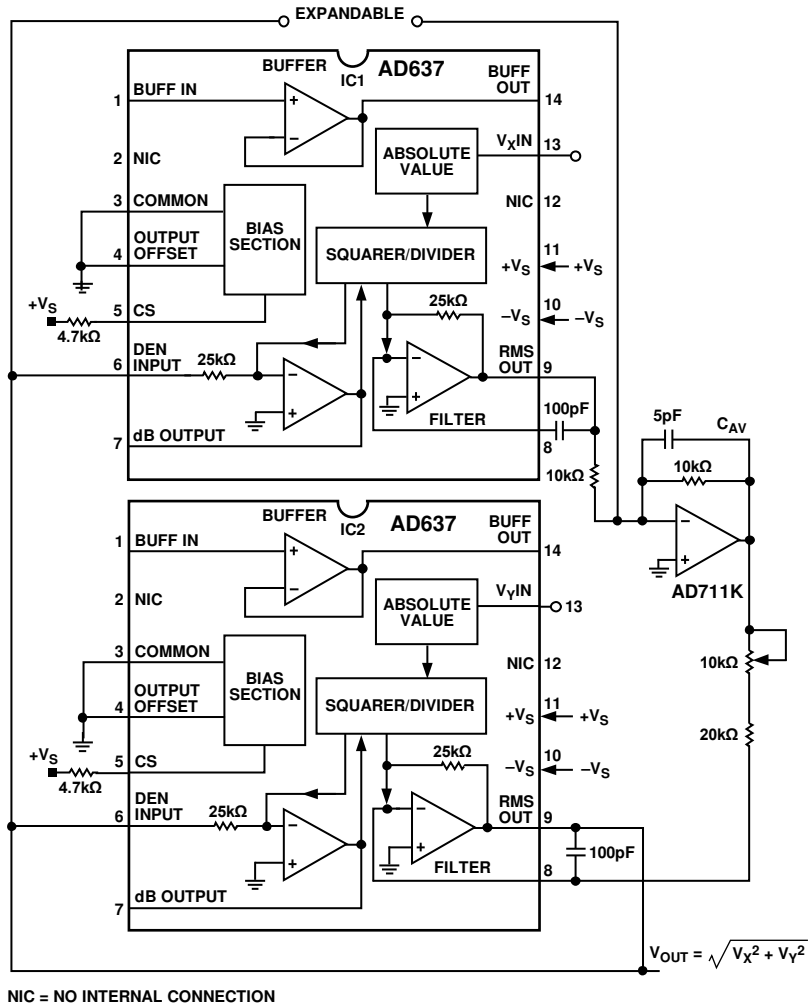 EXPANDABLE
BUFFER
IC1
AD637
BUFF OUT
1
BUFF IN
14
+
−
ABSOLUTE VALUE
VXIN
13
2
NIC
3
COMMON
NIC
12
BIAS SECTION
4
OUTPUT OFFSET
SQUARER/DIVIDER
11
+VS
+VS
+VS
5
CS
4.7kΩ
25kΩ
10
−VS
−VS
6
DEN INPUT
25kΩ
RMS OUT
9
−
+
−
+
FILTER
100pF
8
7
dB OUTPUT
10kΩ
5pF
CAV
10kΩ
−
+
AD711K
BUFFER
IC2
AD637
BUFF OUT
1
BUFF IN
14
+
−
ABSOLUTE VALUE
VYIN
13
2
NIC
3
COMMON
NIC
12
BIAS SECTION
10kΩ
4
OUTPUT OFFSET
SQUARER/DIVIDER
11
+VS
+VS
20kΩ
+VS
5
CS
4.7kΩ
25kΩ
10
−VS
−VS
6
DEN INPUT
25kΩ
RMS OUT
9
−
+
−
+
100pF
FILTER
8
7
dB OUTPUT
VOUT = √VX² + VY²
NIC = NO INTERNAL CONNECTION